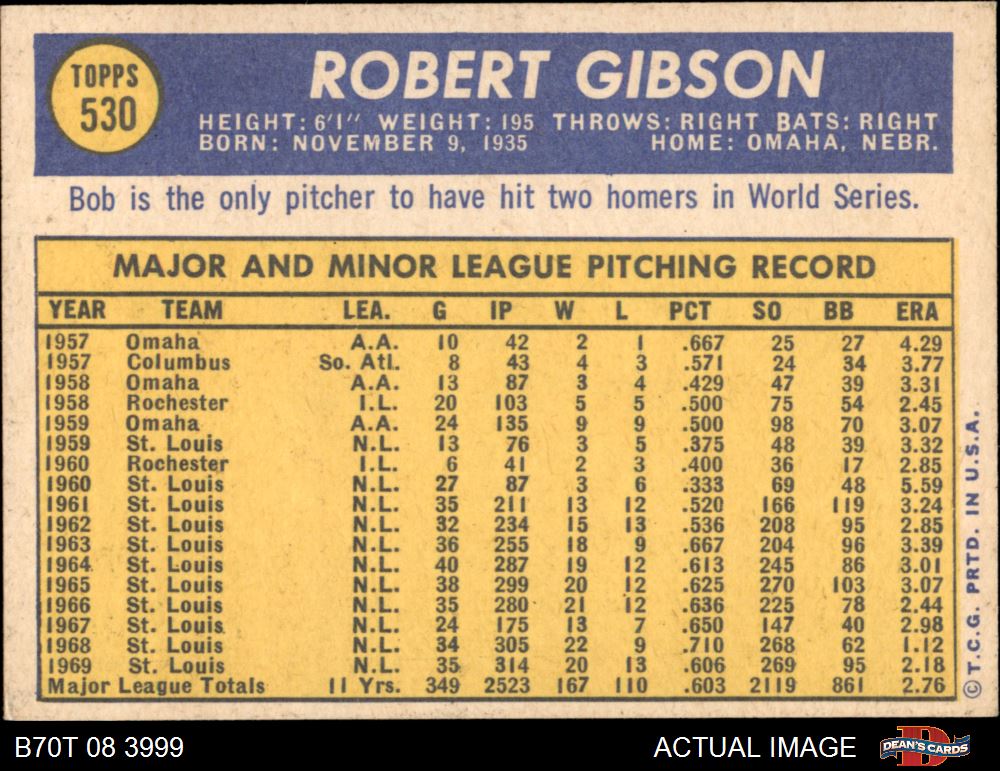 TOPPS
530
ROBERT GIBSON
HEIGHT: 6'1" WEIGHT: 195 THROWS: RIGHT BATS: RIGHT
BORN: NOVEMBER 9, 1935 HOME: OMAHA, NEBR.
Bob is the only pitcher to have hit two homers in World Series.
MAJOR AND MINOR LEAGUE PITCHING RECORD
YEAR TEAM LEA. G IP W L PCT SO BB ERA
1957 Omaha A.A. 10 42 2 1 .667 25 27 4.29
1957 Columbus So. Atl. 8 43 4 3 .571 24 34 3.77
1958 Omaha A.A. 13 87 3 4 .429 47 39 3.31
1958 Rochester I.L. 20 103 5 5 .500 75 54 2.45
1959 Omaha A.A. 24 135 9 9 .500 98 70 3.07
1959 St. Louis N.L. 13 76 3 5 .375 48 39 3.32
1960 Rochester I.L. 6 41 2 3 .400 36 17 2.85
1960 St. Louis N.L. 27 87 3 6 .333 69 48 5.59
1961 St. Louis N.L. 35 211 13 12 .520 166 119 3.24
1962 St. Louis N.L. 32 234 15 13 .536 208 95 2.85
1963 St. Louis N.L. 36 255 18 9 .667 204 96 3.39
1964 St. Louis N.L. 40 287 19 12 .613 245 86 3.01
1965 St. Louis N.L. 38 299 20 12 .625 270 103 3.07
1966 St. Louis N.L. 35 280 21 12 .636 225 78 2.44
1967 St. Louis N.L. 24 175 13 7 .650 147 40 2.98
1968 St. Louis N.L. 34 305 22 9 .710 268 62 1.12
1969 St. Louis N.L. 35 314 20 13 .606 269 95 2.18
Major League Totals 11 Yrs. 349 2523 167 110 .603 2119 861 2.76
© T.C.G. PRTD. IN U.S.A.
B70T 08 3999 ACTUAL IMAGE DEAN'S CARDS